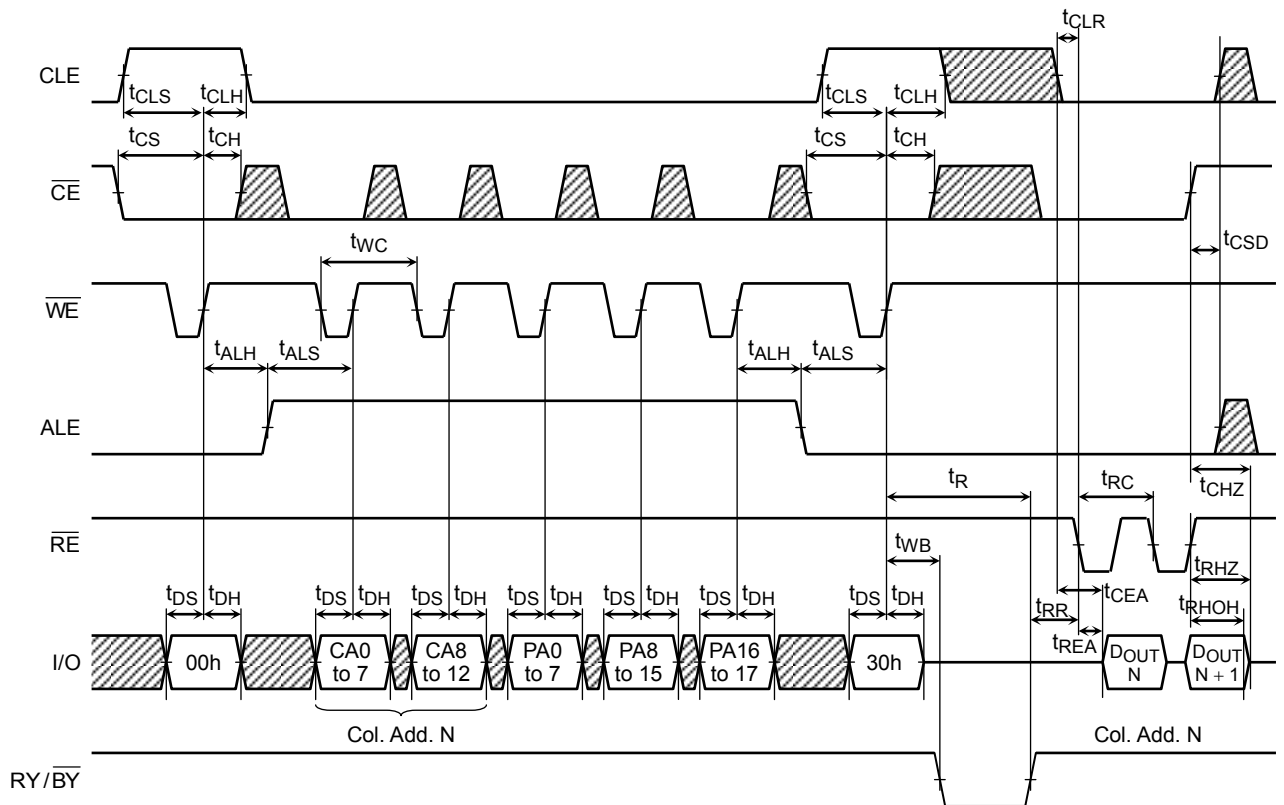 tCLR
CLE
tCLS tCLH tCLS tCLH
tCS tCH tCS tCH
CE
tCSD
tWC
WE
tALH tALS tALH tALS
ALE
tR tRC tCHZ
RE
tWB tRHZ
tDS tDH tDS tDH tDS tDH tDS tDH tDS tDH tDS tDH tDS tDH tCEA
tRR tRHOH
tREA
I/O 00h CA0 to 7 CA8 to 12 PA0 to 7 PA8 to 15 PA16 to 17 30h DOUT N DOUT N + 1
Col. Add. N Col. Add. N
RY/BY